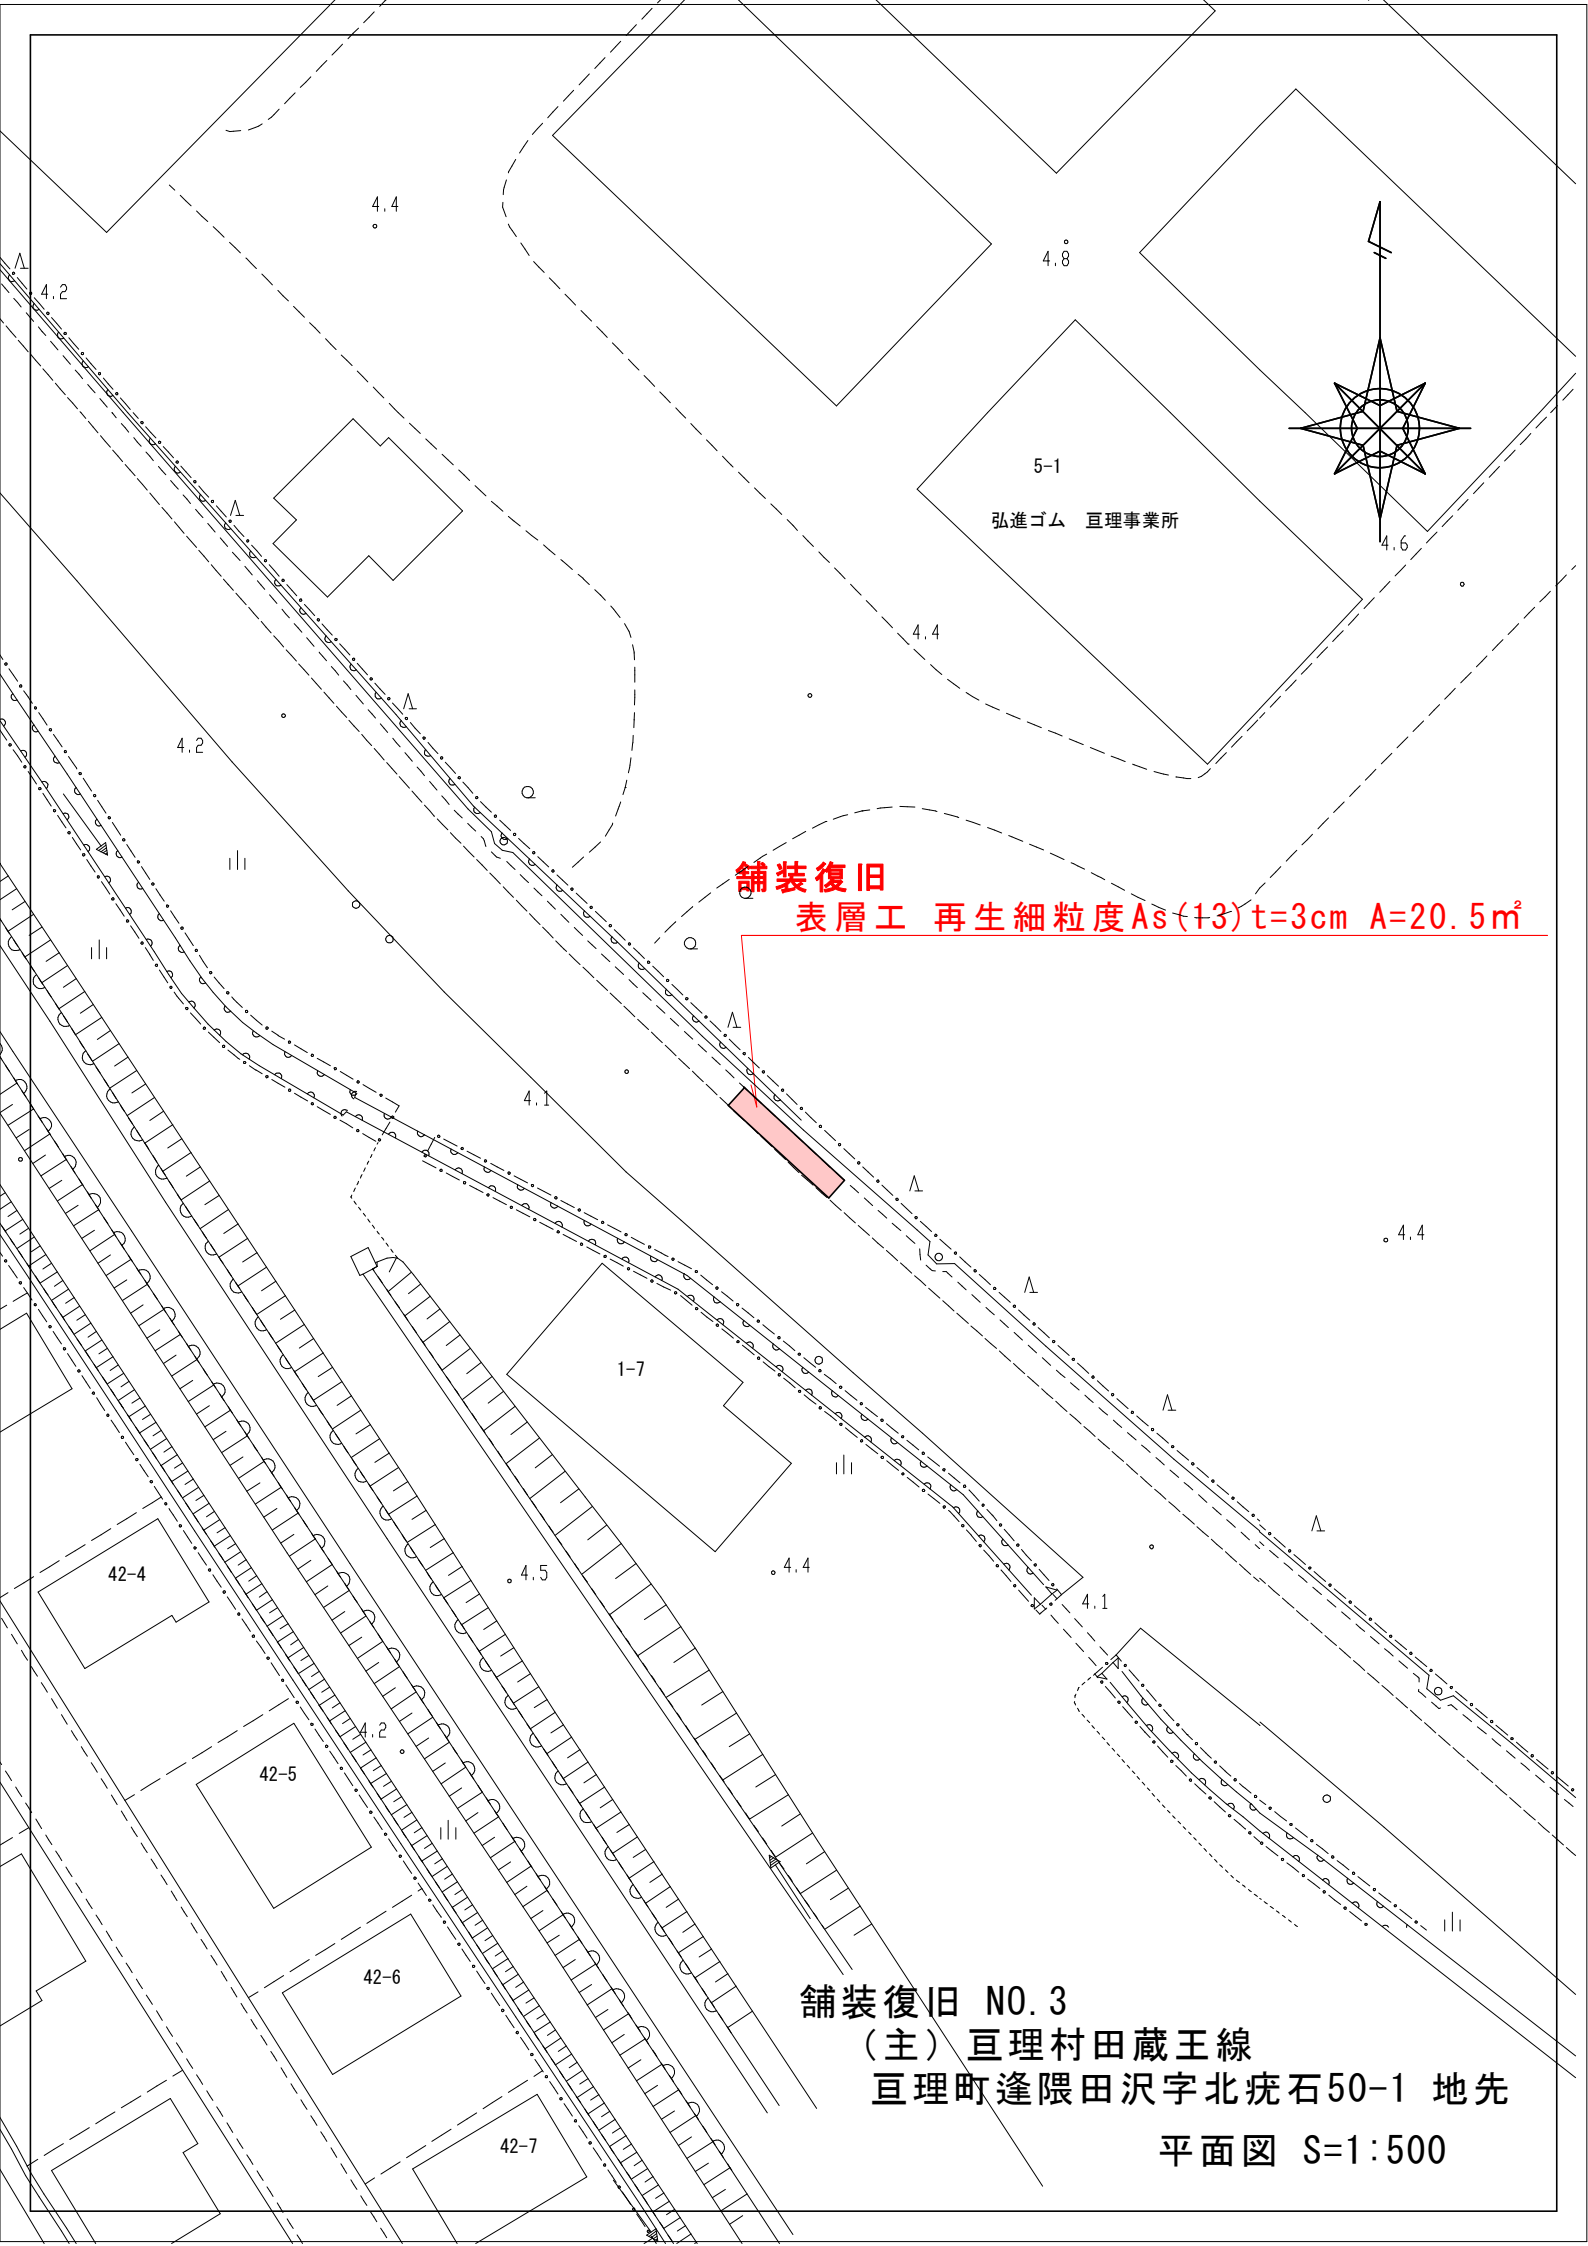 4.4
4.8
4.2
5-1
弘進ゴム 亘理事業所
4.6
4.4
4.2
舗装復旧
表層工 再生細粒度As(13)t=3cm A=20.5㎡
4.1
4.4
1-7
42-4
4.5
4.4
4.1
4.2
42-5
42-6
舗装復旧 NO.3
(主)亘理村田蔵王線
亘理町逢隈田沢字北疣石50-1 地先
42-7
平面図 S=1:500